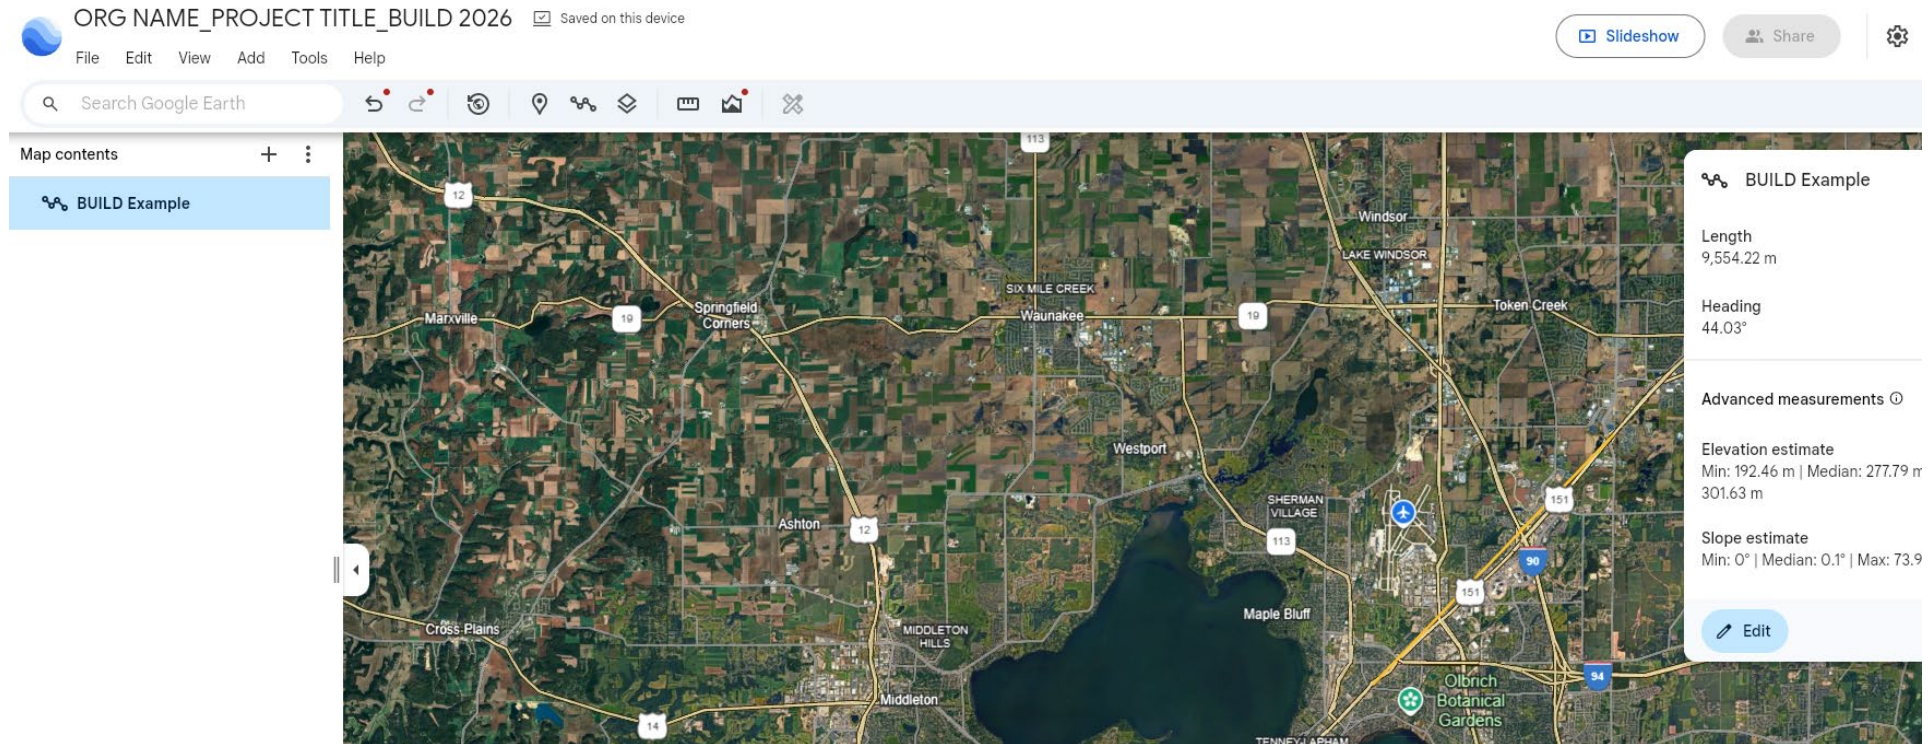 ORG NAME_PROJECT TITLE_BUILD 2026
Saved on this device
Slideshow
Share
File Edit View Add Tools Help
Search Google Earth
Map contents
BUILD Example
113
12
Windsor
LAKE WINDSOR
SIX MILE CREEK
Springfield
Corners
Marxville
19
Waunakee
19
Token Creek
Westport
SHERMAN
VILLAGE
151
Ashton
12
113
90
151
Maple Bluff
Cross Plains
MIDDLETON
HILLS
94
Olbrich
Botanical
Gardens
Middleton
14
TENNEY-LAPHAM
BUILD Example
Length
9,554.22 m
Heading
44.03°
Advanced measurements
Elevation estimate
Min: 192.46 m | Median: 277.79 m
301.63 m
Slope estimate
Min: 0° | Median: 0.1° | Max: 73.9
Edit